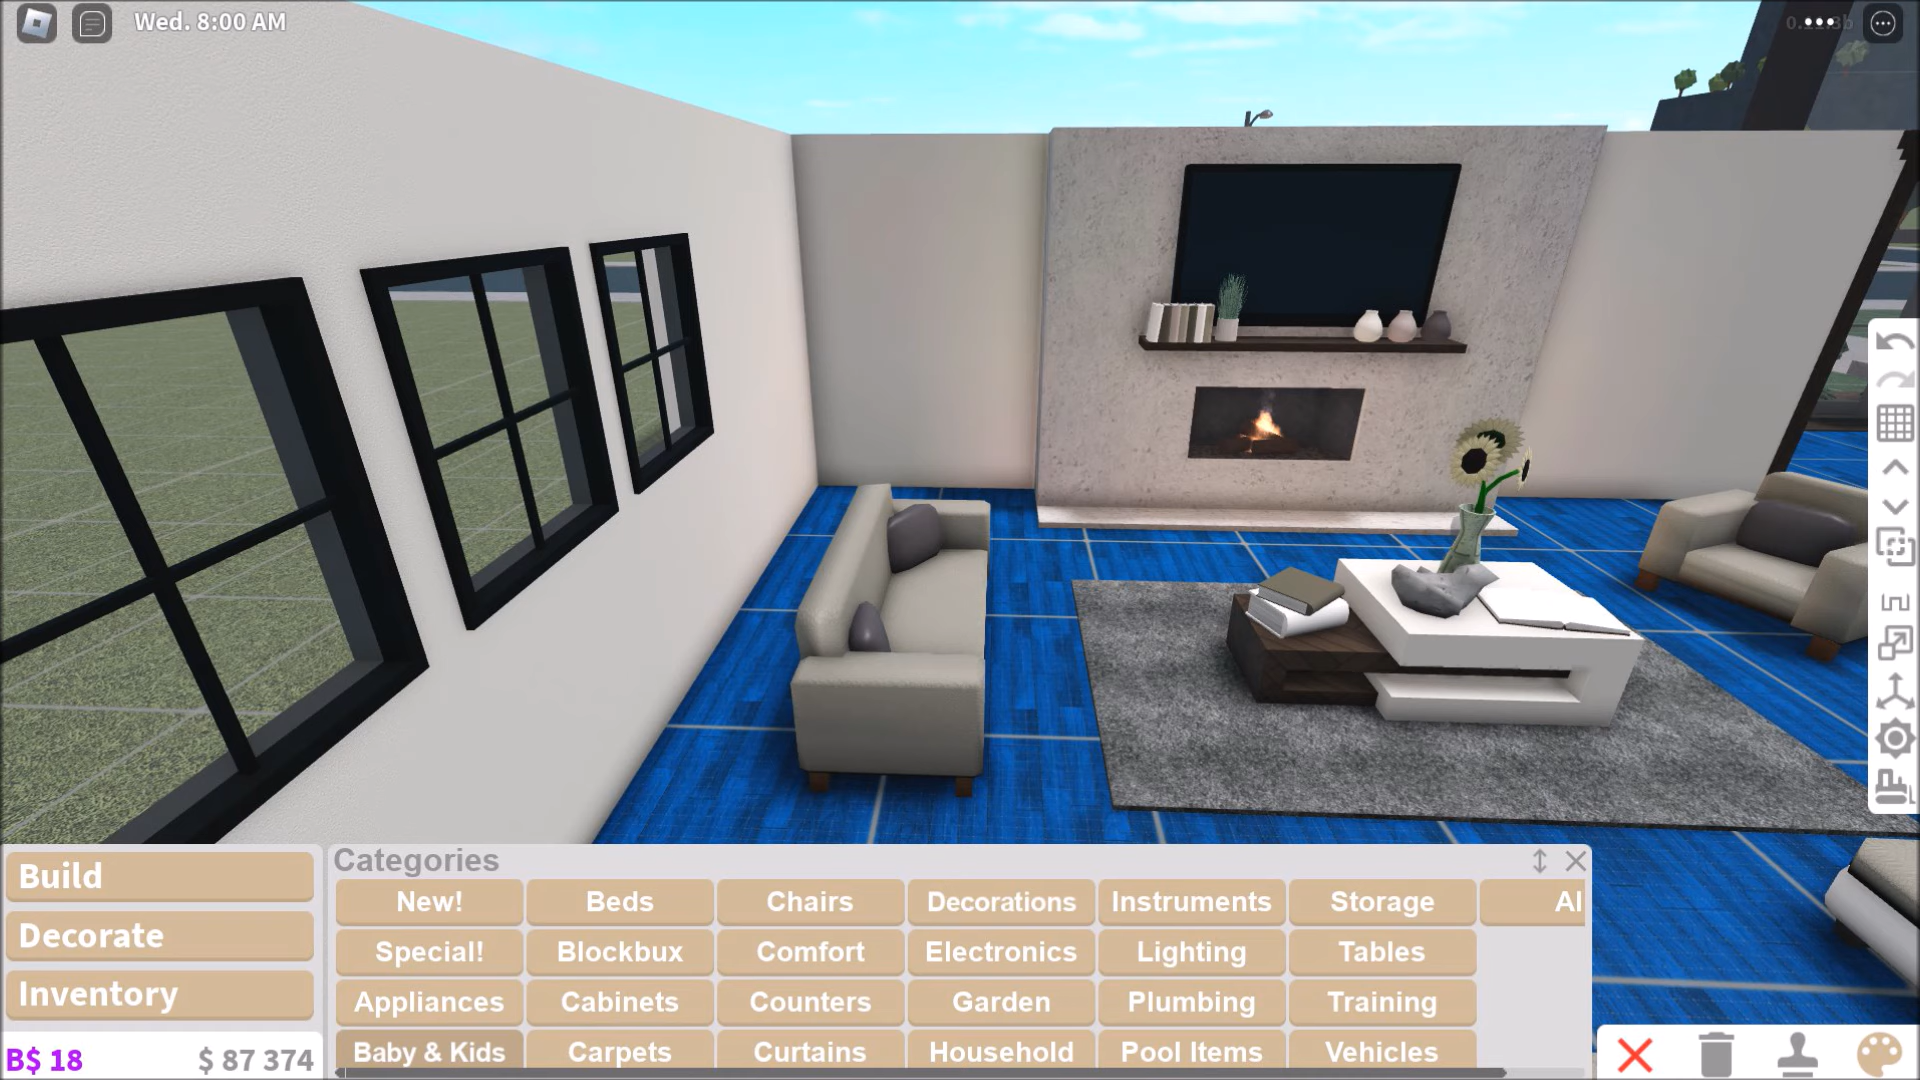 Wed. 8:00 AM
Build
Decorate
Inventory
B$ 18
$ 87 374
Categories
New! Beds Chairs Decorations Instruments Storage Al
Special! Blockbux Comfort Electronics Lighting Tables
Appliances Cabinets Counters Garden Plumbing Training
Baby & Kids Carpets Curtains Household Pool Items Vehicles